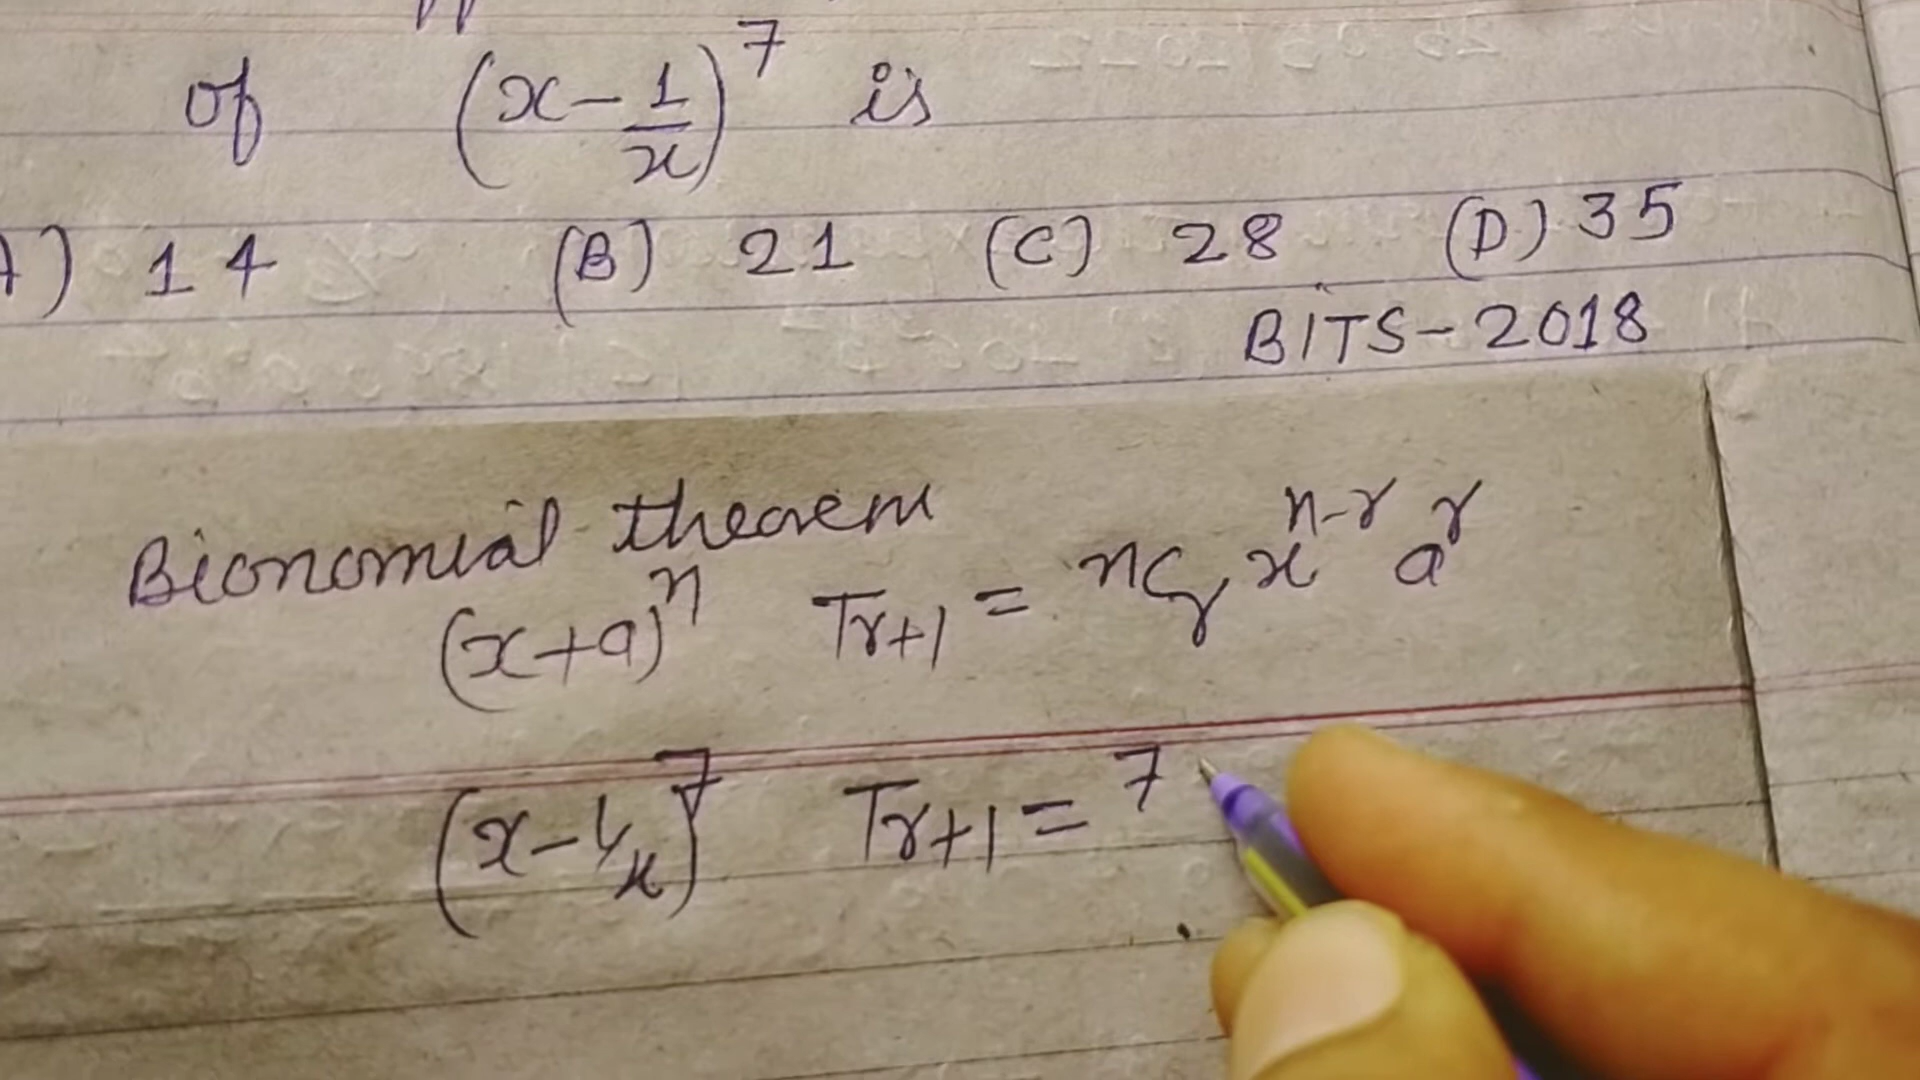 of (x - 1/x)^7 is
A) 14 (B) 21 (C) 28 (D) 35
BITS-2018
Bionomial theorem
(x+a)^n Tr+1 = nCr x^n-r a^r
(x-1/x)^7 Tr+1 = 7